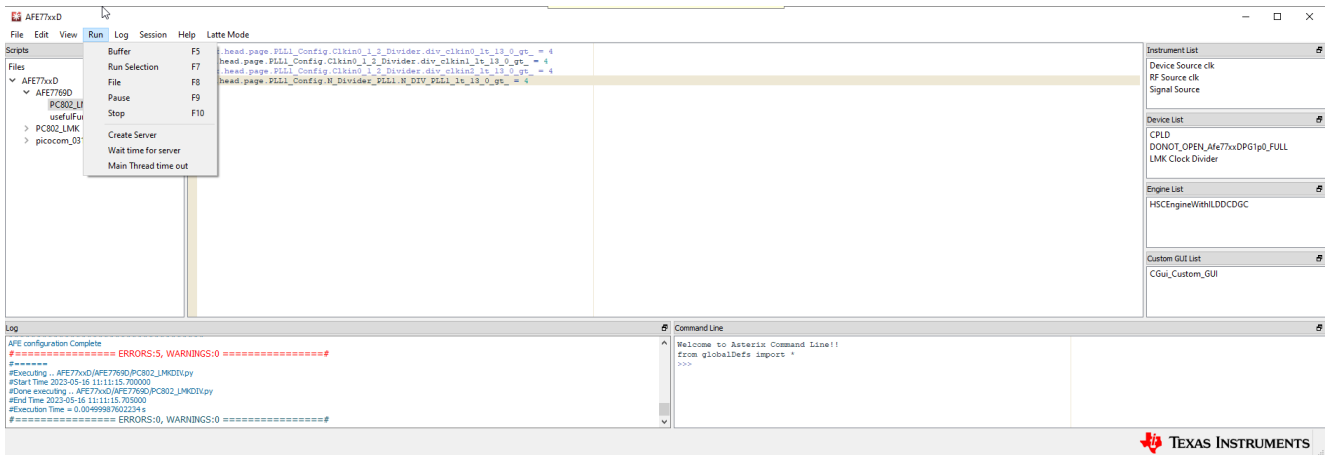 AFE77xxD
File Edit View Run Log Session Help Latte Mode
Scripts
Files
AFE77xxD
AFE7769D
PC802_LM
usefulFu
PC802_LMK
picocom_03
Buffer F5
Run Selection F7
File F8
Pause F9
Stop F10
Create Server
Wait time for server
Main Thread time out
.head.page.PLL1_Config.Clkin0_1_2_Divider.div_clkin0_lt_13_0_gt_ = 4
head.page.PLL1_Config.Clkin0_1_2_Divider.div_clkin1_lt_13_0_gt_ = 4
.head.page.PLL1_Config.Clkin0_1_2_Divider.div_clkin2_lt_13_0_gt_ = 4
head.page.PLL1_Config.N_Divider_PLL1.N_DIV_PLL1_lt_13_0_gt_ = 4
Instrument List
Device Source clk
RF Source clk
Signal Source
Device List
CPLD
DONOT_OPEN_Afe77xxDPG1p0_FULL
LMK Clock Divider
Engine List
HSCEngineWithILDDCDGC
Custom GUI List
CGui_Custom_GUI
Log
AFE configuration Complete
#================ ERRORS:5, WARNINGS:0 ================#
#======
#Executing .. AFE77xxD/AFE7769D/PC802_LMKDIV.py
#Start Time 2023-05-16 11:11:15.700000
#Done executing .. AFE77xxD/AFE7769D/PC802_LMKDIV.py
#End Time 2023-05-16 11:11:15.705000
#Execution Time = 0.00499987602234 s
#================ ERRORS:0, WARNINGS:0 ================#
Command Line
Welcome to Asterix Command Line!!
from globalDefs import *
>>>
TEXAS INSTRUMENTS